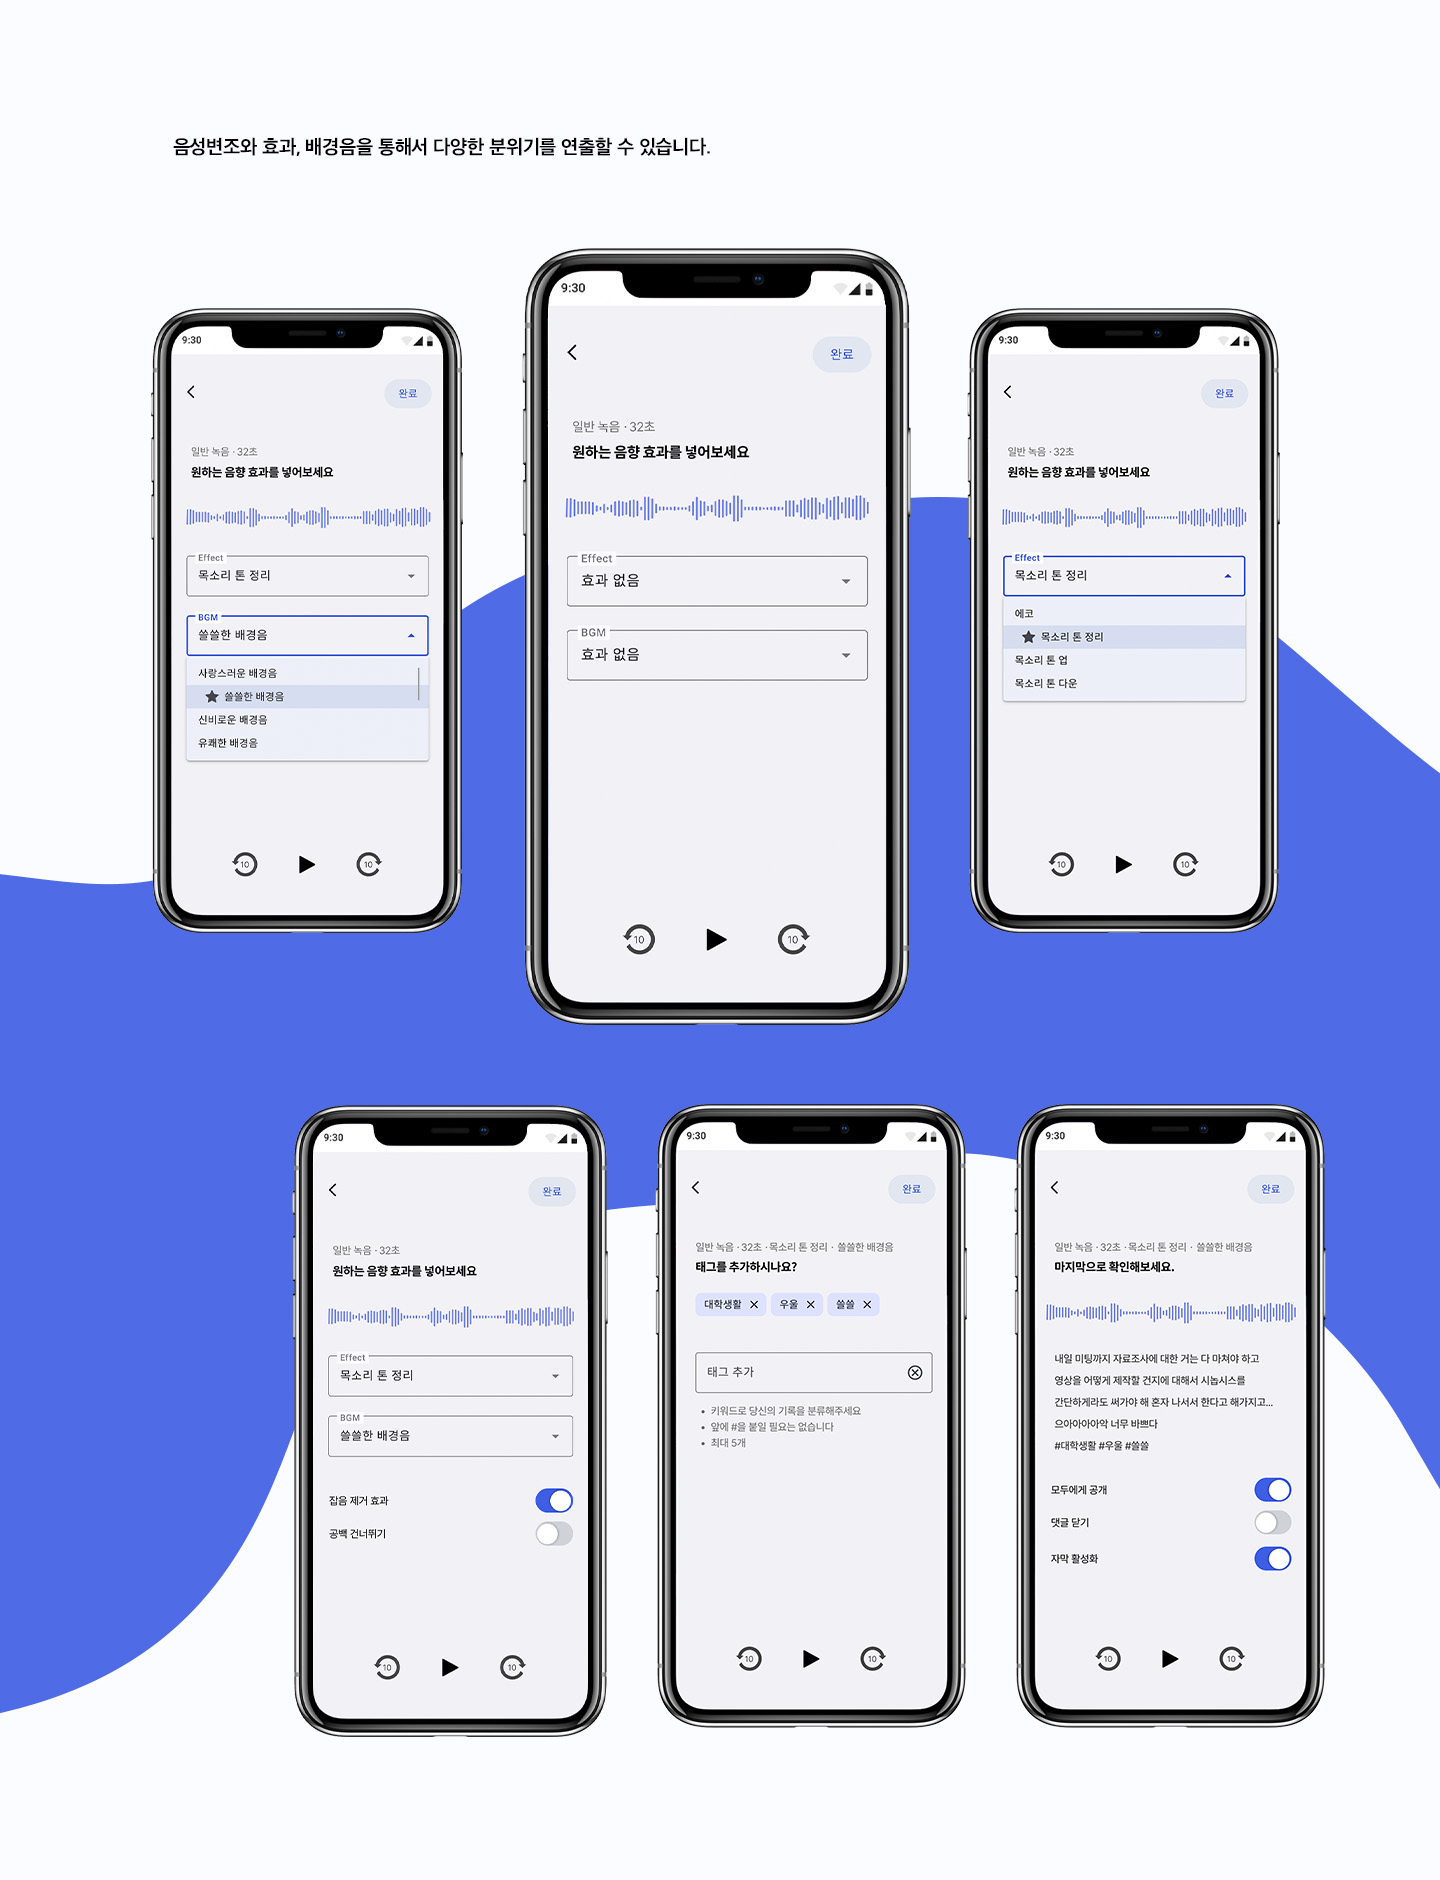 음성변조와 효과, 배경음을 통해서 다양한 분위기를 연출할 수 있습니다.
9:30
완료
일반 녹음 · 32초
원하는 음향 효과를 넣어보세요
Effect
목소리 톤 정리
BGM
쓸쓸한 배경음
사랑스러운 배경음
쓸쓸한 배경음
신비로운 배경음
유쾌한 배경음
10
10
9:30
완료
일반 녹음 · 32초
원하는 음향 효과를 넣어보세요
Effect
효과 없음
BGM
효과 없음
10
10
9:30
완료
일반 녹음 · 32초
원하는 음향 효과를 넣어보세요
Effect
목소리 톤 정리
에코
목소리 톤 정리
목소리 톤 업
목소리 톤 다운
10
10
9:30
완료
일반 녹음 · 32초
원하는 음향 효과를 넣어보세요
Effect
목소리 톤 정리
BGM
쓸쓸한 배경음
잡음 제거 효과
공백 건너뛰기
10
10
9:30
완료
일반 녹음 · 32초 · 목소리 톤 정리 · 쓸쓸한 배경음
태그를 추가하시나요?
대학생활 우울 쓸쓸
태그 추가
• 키워드로 당신의 기록을 분류해주세요
• 앞에 #을 붙일 필요는 없습니다
• 최대 5개
10
10
9:30
완료
일반 녹음 · 32초 · 목소리 톤 정리 · 쓸쓸한 배경음
마지막으로 확인해보세요.
내일 미팅까지 자료조사에 대한 거는 다 마쳐야 하고
영상을 어떻게 제작할 건지에 대해서 시놉시스를
간단하게라도 써가야 해 혼자 나서서 한다고 해가지고...
으아아아아악 너무 바쁘다
#대학생활 #우울 #쓸쓸
모두에게 공개
댓글 닫기
자막 활성화
10
10